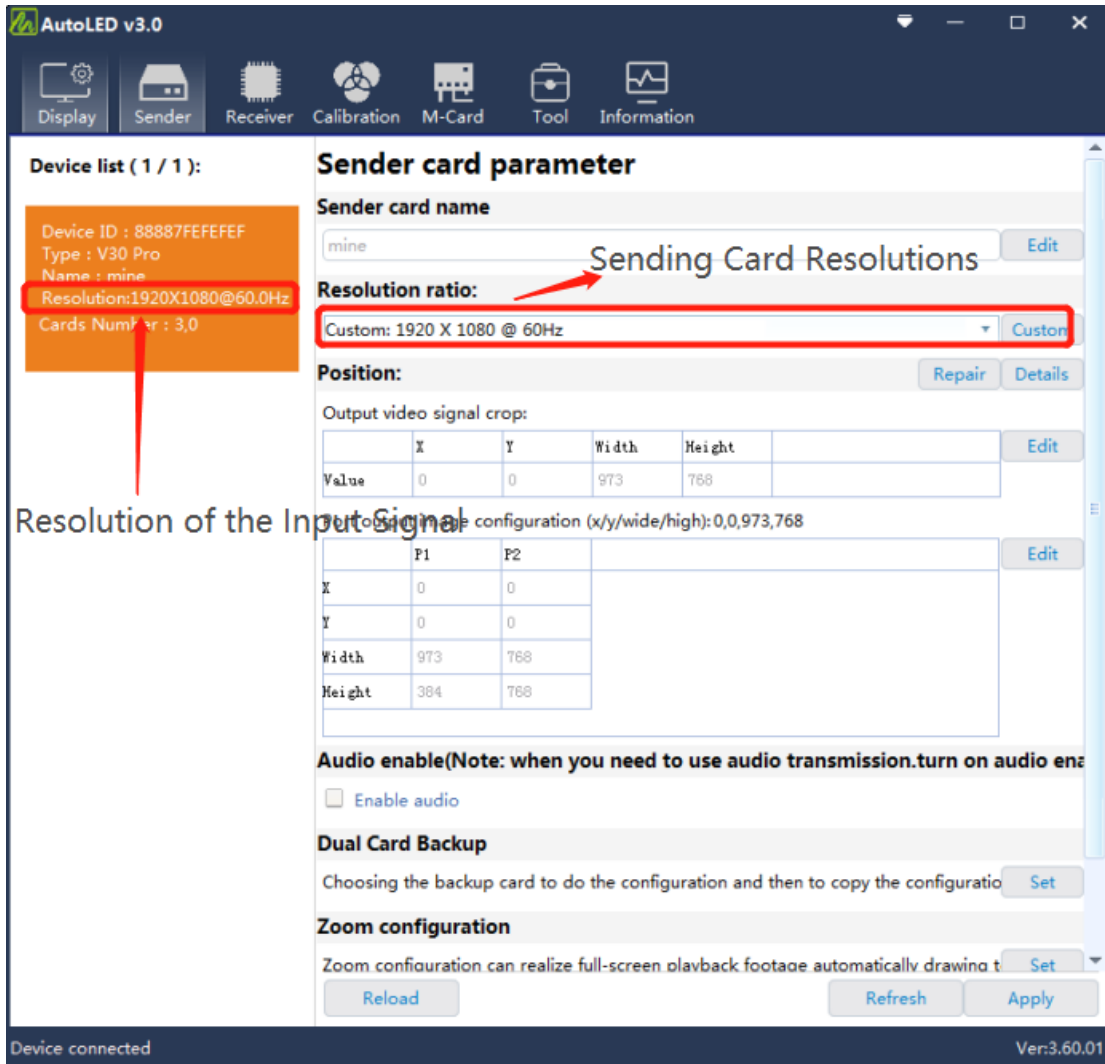 AutoLED v3.0
Display Sender Receiver Calibration M-Card Tool Information
Device list ( 1 / 1 ):
Device ID : 88887FEFEFEF
Type : V30 Pro
Name : mine
Resolution:1920X1080@60.0Hz
Cards Number : 3,0
Resolution of the Input Signal
Sender card parameter
Sender card name
mine Edit
Sending Card Resolutions
Resolution ratio:
Custom: 1920 X 1080 @ 60Hz Custom
Position: Repair Details
Output video signal crop:
X Y Width Height Edit
Value 0 0 973 768
Port output image configuration (x/y/wide/high): 0,0,973,768
P1 P2 Edit
X 0 0
Y 0 0
Width 973 768
Height 384 768
Audio enable(Note: when you need to use audio transmission.turn on audio ena
Enable audio
Dual Card Backup
Choosing the backup card to do the configuration and then to copy the configuratio Set
Zoom configuration
Zoom configuration can realize full-screen playback footage automatically drawing t Set
Reload Refresh Apply
Device connected Ver:3.60.01